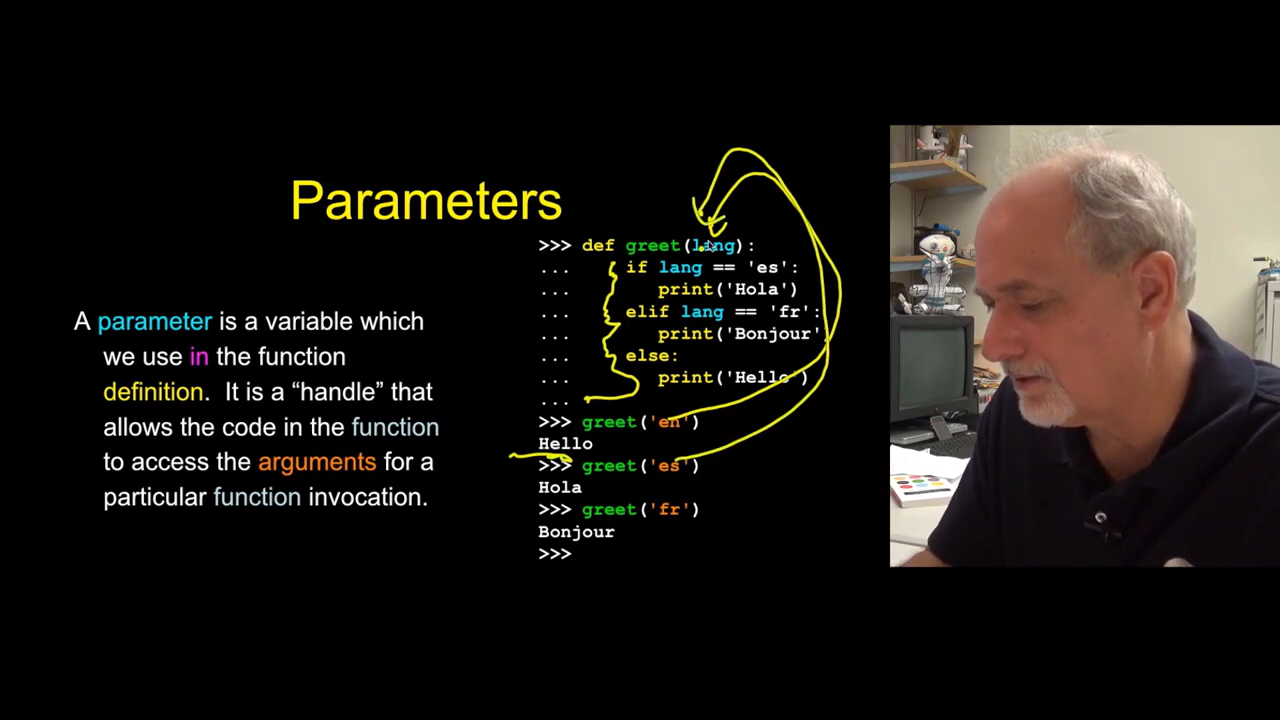 Parameters
A parameter is a variable which
we use in the function
definition. It is a “handle” that
allows the code in the function
to access the arguments for a
particular function invocation.
>>> def greet(lang):
...     if lang == 'es':
...        print('Hola')
...     elif lang == 'fr':
...        print('Bonjour'
...     else:
...        print('Hello')
...
>>> greet('en')
Hello
>>> greet('es')
Hola
>>> greet('fr')
Bonjour
>>>